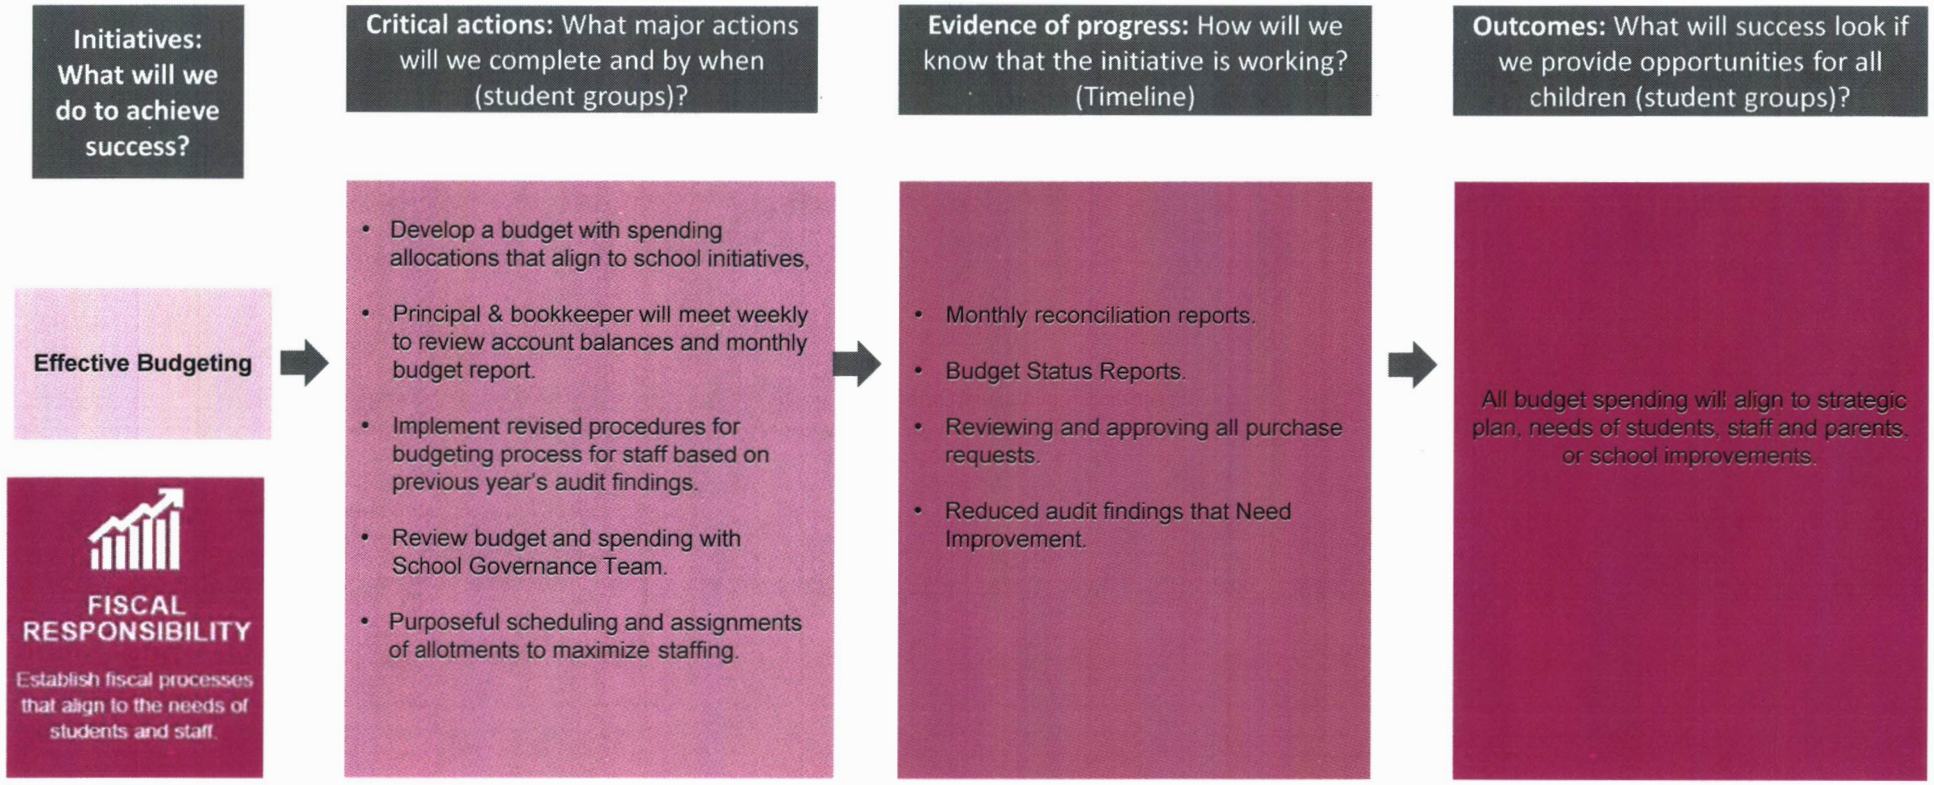 Initiatives:
What will we
do to achieve
success?
Critical actions: What major actions
will we complete and by when
(student groups)?
Evidence of progress: How will we
know that the initiative is working?
(Timeline)
Outcomes: What will success look if
we provide opportunities for all
children (student groups)?
Effective Budgeting
FISCAL
RESPONSIBILITY
Establish fiscal processes
that align to the needs of
students and staff.
• Develop a budget with spending
allocations that align to school initiatives,
• Principal & bookkeeper will meet weekly
to review account balances and monthly
budget report.
• Implement revised procedures for
budgeting process for staff based on
previous year's audit findings.
• Review budget and spending with
School Governance Team.
• Purposeful scheduling and assignments
of allotments to maximize staffing.
• Monthly reconciliation reports.
• Budget Status Reports.
• Reviewing and approving all purchase
requests.
• Reduced audit findings that Need
Improvement.
All budget spending will align to strategic
plan, needs of students, staff and parents,
or school improvements.